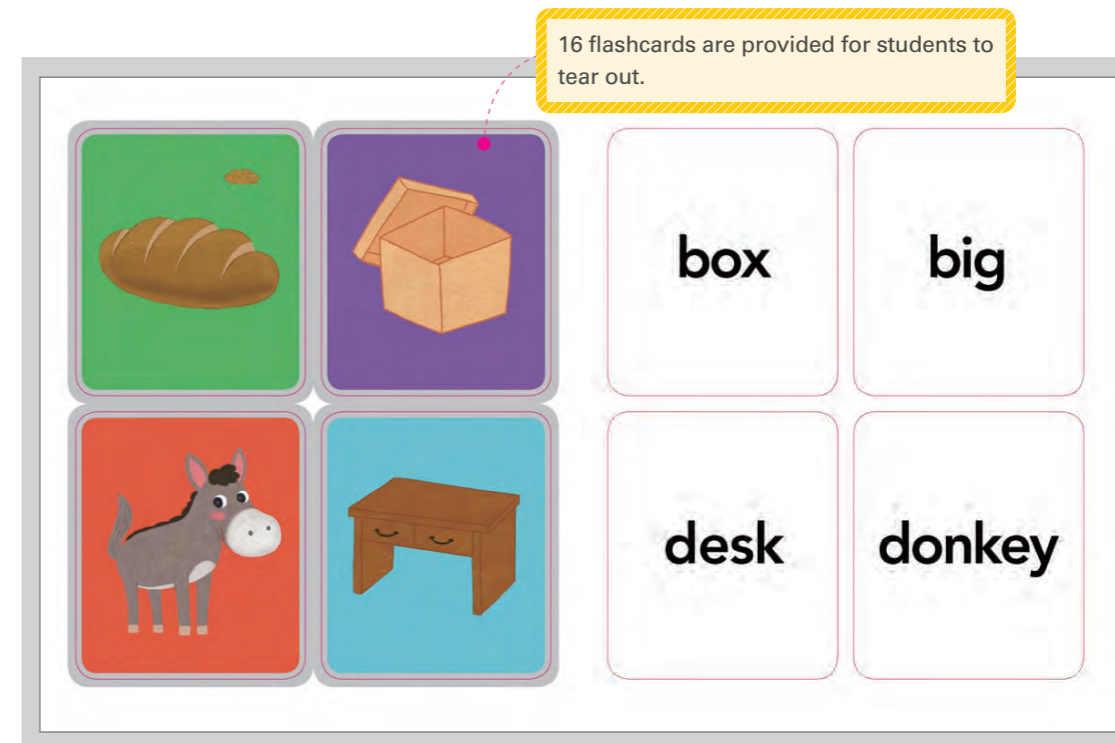 16 flashcards are provided for students to
tear out.
box
big
desk
donkey